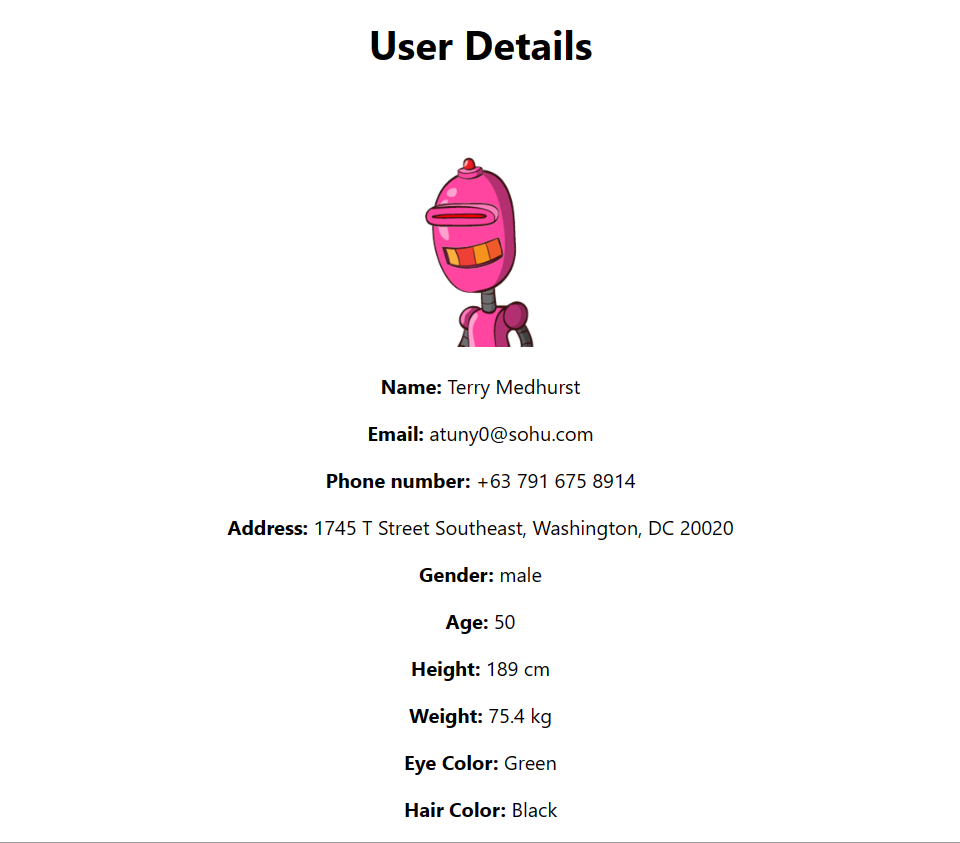 User Details
Name: Terry Medhurst
Email: atuny0@sohu.com
Phone number: +63 791 675 8914
Address: 1745 T Street Southeast, Washington, DC 20020
Gender: male
Age: 50
Height: 189 cm
Weight: 75.4 kg
Eye Color: Green
Hair Color: Black